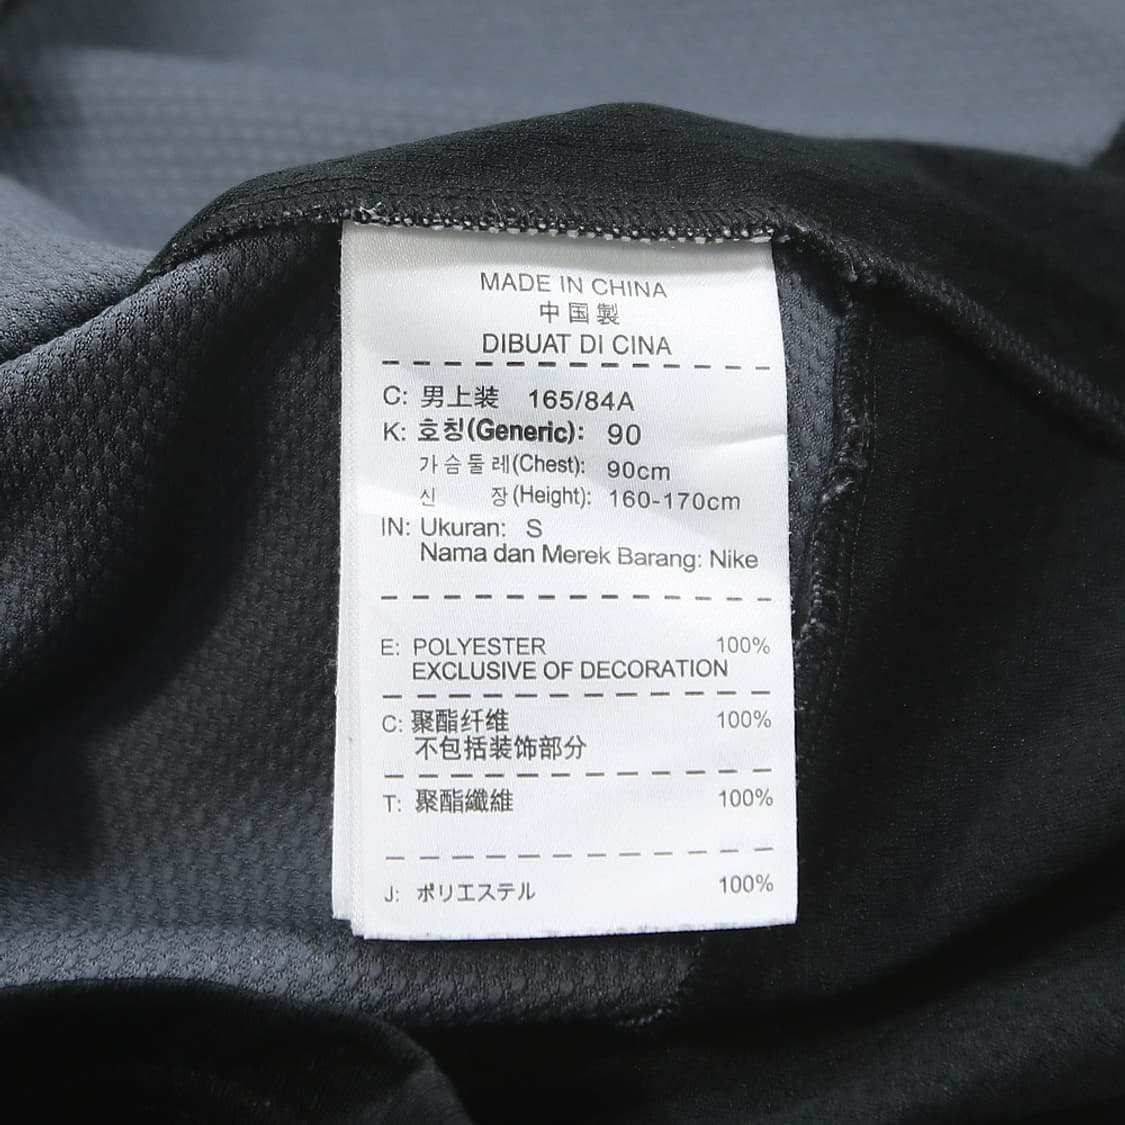 MADE IN CHINA
中国製
DIBUAT DI CINA
C: 男上装 165/84A
K: 호칭(Generic): 90
가슴둘레(Chest): 90cm
신 장(Height): 160-170cm
IN: Ukuran: S
Nama dan Merek Barang: Nike
E: POLYESTER 100%
EXCLUSIVE OF DECORATION
C: 聚酯纤维 100%
不包括装饰部分
T: 聚酯纖維 100%
J: ポリエステル 100%